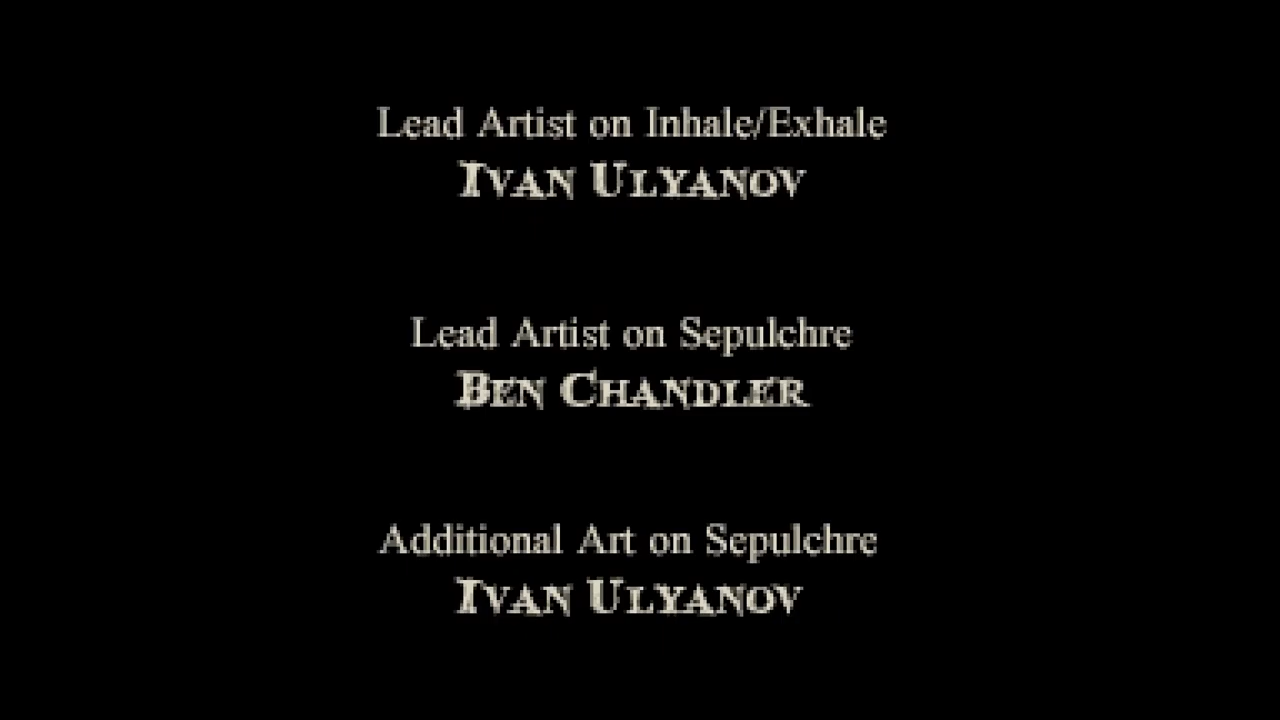 Lead Artist on Inhale/Exhale
Ivan Ulyanov
Lead Artist on Sepulchre
Ben Chandler
Additional Art on Sepulchre
Ivan Ulyanov